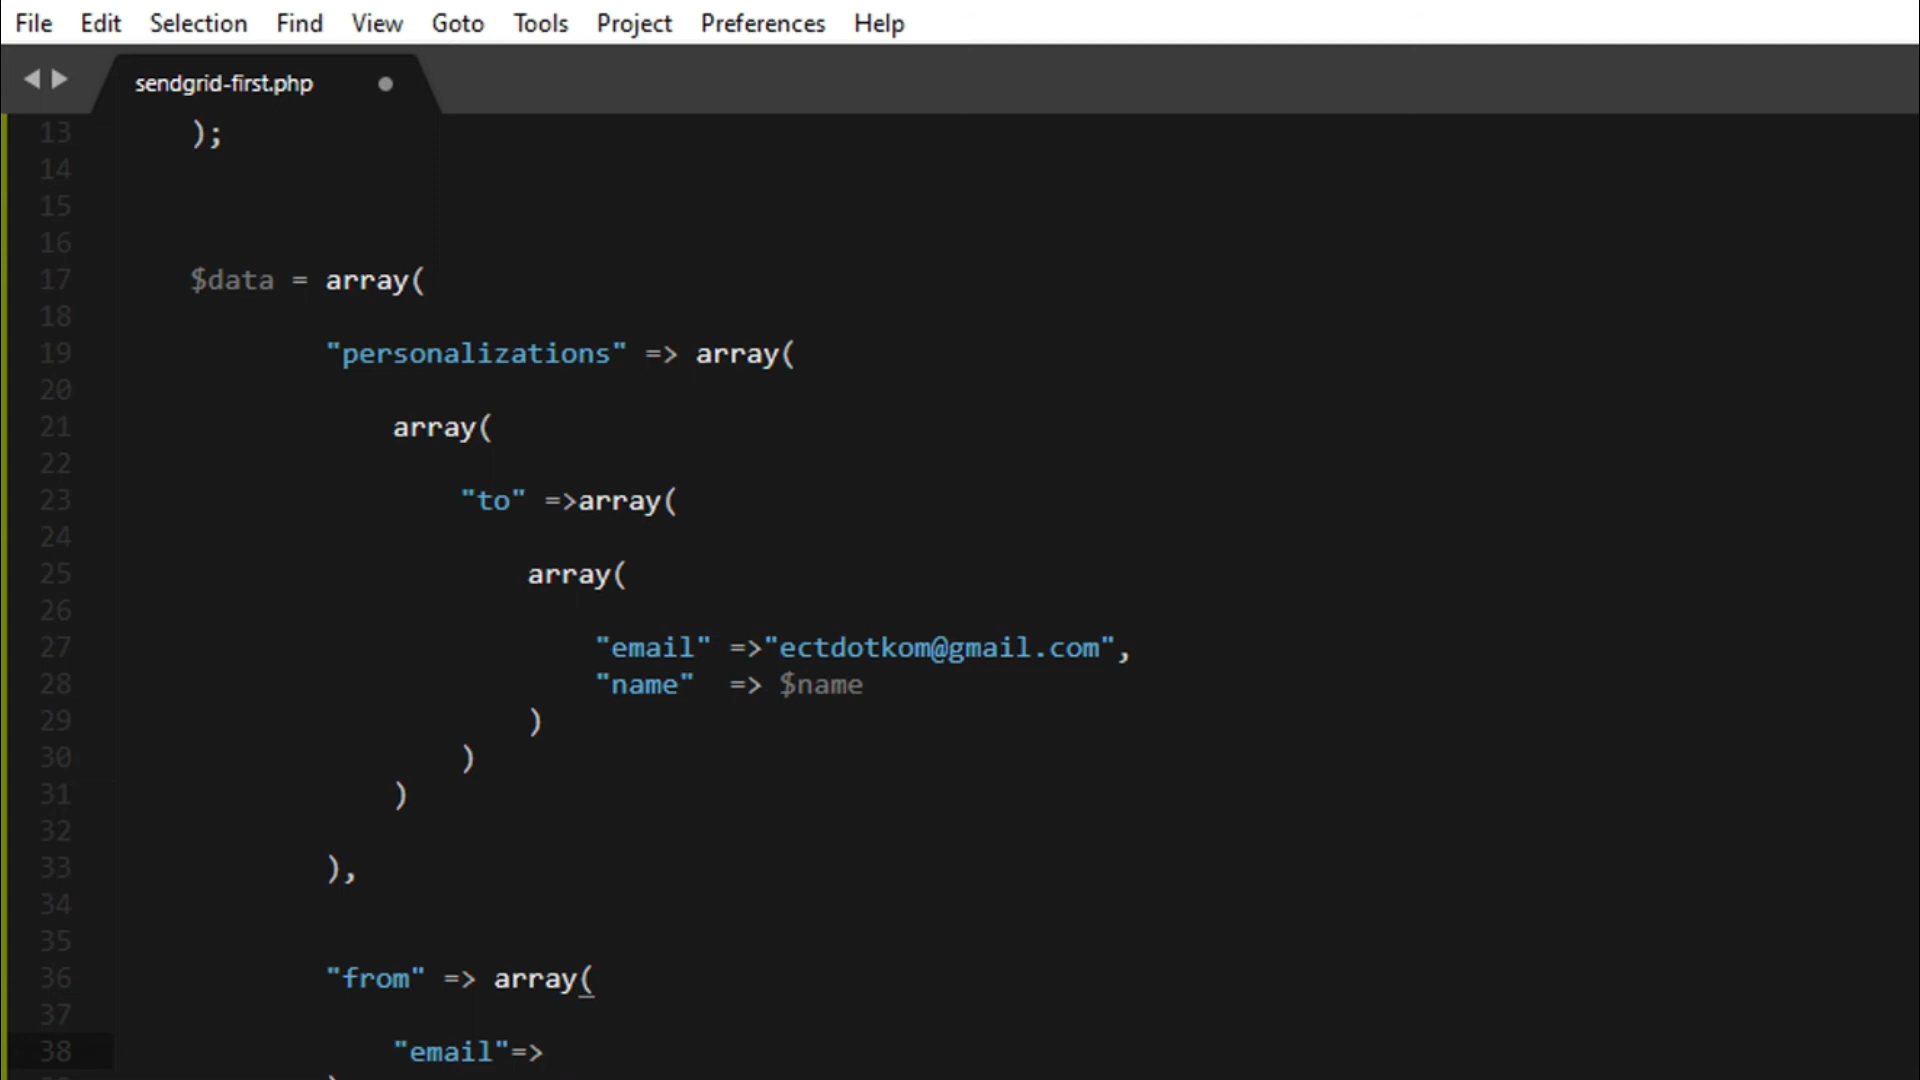 File Edit Selection Find View Goto Tools Project Preferences Help
sendgrid-first.php
13 );
14
15
16
17 $data = array(
18
19 "personalizations" => array(
20
21 array(
22
23 "to" =>array(
24
25 array(
26
27 "email" =>"ectdotkom@gmail.com",
28 "name" => $name
29 )
30 )
31 )
32
33 ),
34
35
36 "from" => array(
37
38 "email"=>